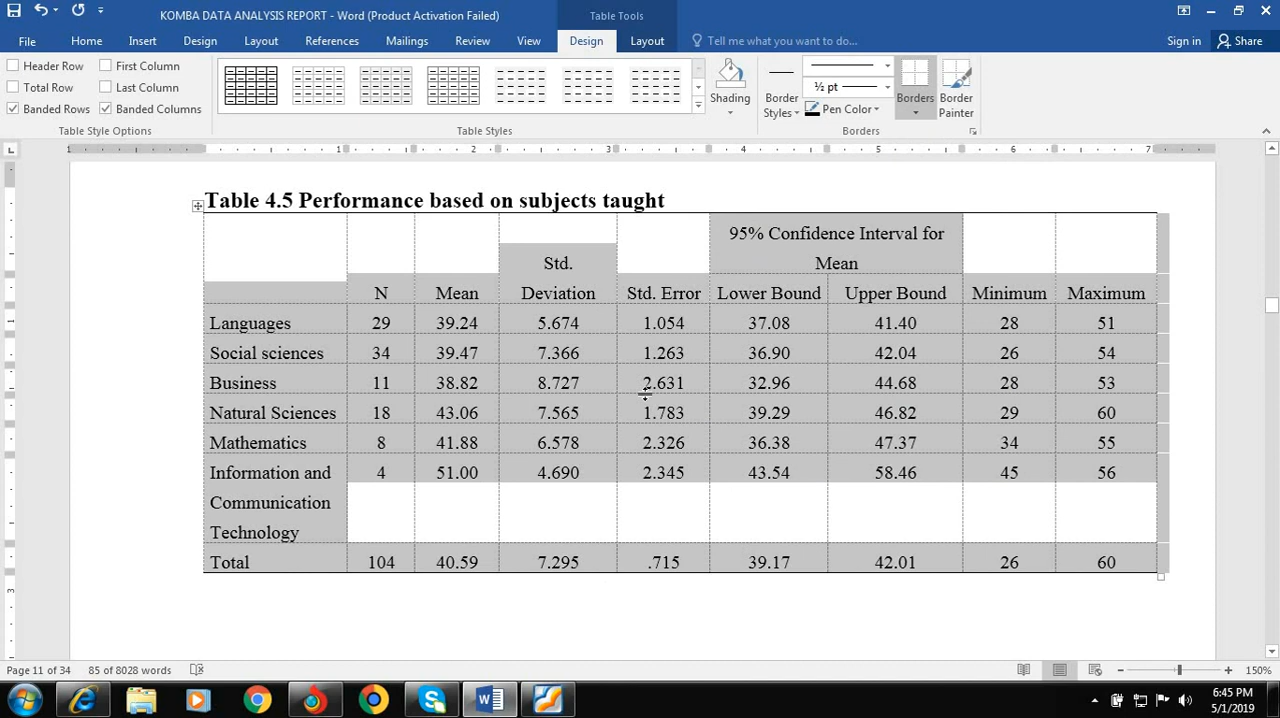 KOMBA DATA ANALYSIS REPORT - Word (Product Activation Failed)
Table Tools
File Home Insert Design Layout References Mailings Review View Design Layout Tell me what you want to do... Sign in Share
Header Row First Column
Total Row Last Column
Banded Rows Banded Columns
Table Style Options
Table Styles
Shading
Border Styles
½ pt
Pen Color
Borders
Border Painter
Borders
1 1 2 3 4 5 6 7
Table 4.5 Performance based on subjects taught
95% Confidence Interval for
Std. Mean
N Mean Deviation Std. Error Lower Bound Upper Bound Minimum Maximum
Languages 29 39.24 5.674 1.054 37.08 41.40 28 51
Social sciences 34 39.47 7.366 1.263 36.90 42.04 26 54
Business 11 38.82 8.727 2.631 32.96 44.68 28 53
Natural Sciences 18 43.06 7.565 1.783 39.29 46.82 29 60
Mathematics 8 41.88 6.578 2.326 36.38 47.37 34 55
Information and 4 51.00 4.690 2.345 43.54 58.46 45 56
Communication
Technology
Total 104 40.59 7.295 .715 39.17 42.01 26 60
Page 11 of 34 85 of 8028 words 150%
6:45 PM
5/1/2019